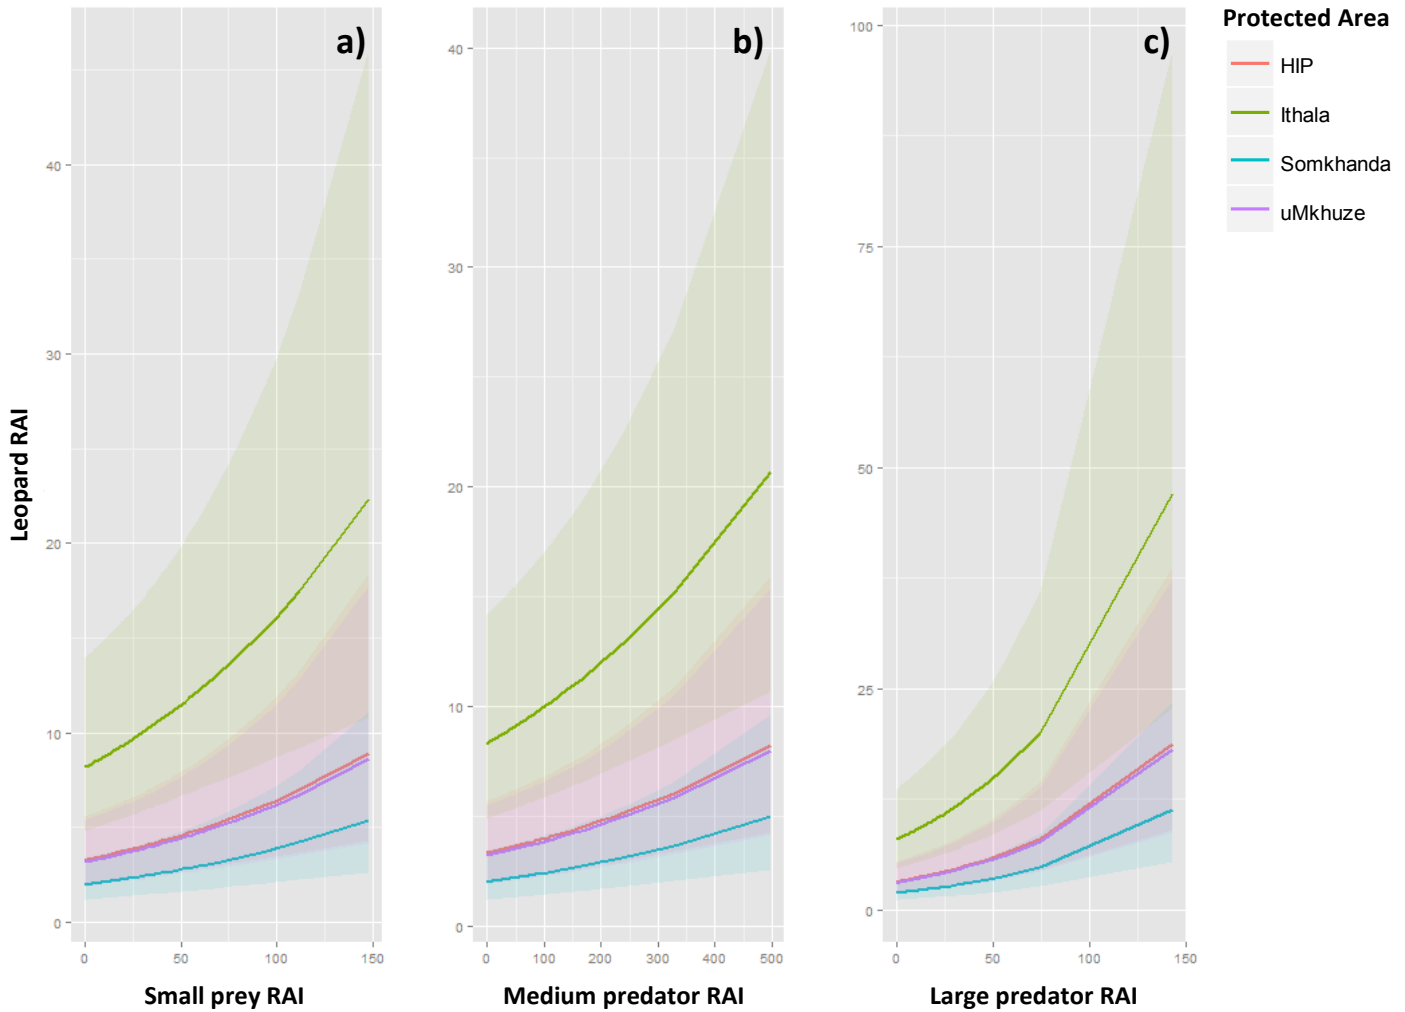 a)
b)
c)
Protected Area
HIP
Ithala
Somkhanda
uMkhuze
Leopard RAI
40
30
20
10
0
0 50 100 150
Small prey RAI
40
30
20
10
0
0 100 200 300 400 500
Medium predator RAI
100
75
50
25
0
0 50 100 150
Large predator RAI